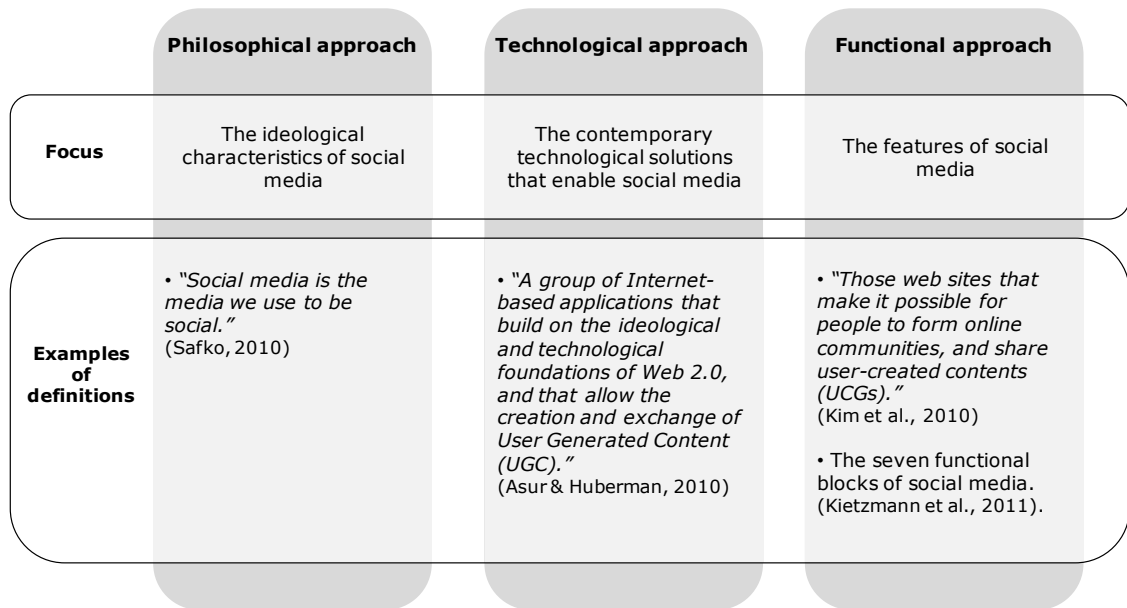 Philosophical approach
Technological approach
Functional approach
Focus
The ideological
characteristics of social
media
The contemporary
technological solutions
that enable social media
The features of social
media
Examples
of
definitions
• “Social media is the
media we use to be
social.”
(Safko, 2010)
• “A group of Internet-
based applications that
build on the ideological
and technological
foundations of Web 2.0,
and that allow the
creation and exchange of
User Generated Content
(UGC).”
(Asur & Huberman, 2010)
• “Those web sites that
make it possible for
people to form online
communities, and share
user-created contents
(UCGs).”
(Kim et al., 2010)
• The seven functional
blocks of social media.
(Kietzmann et al., 2011).